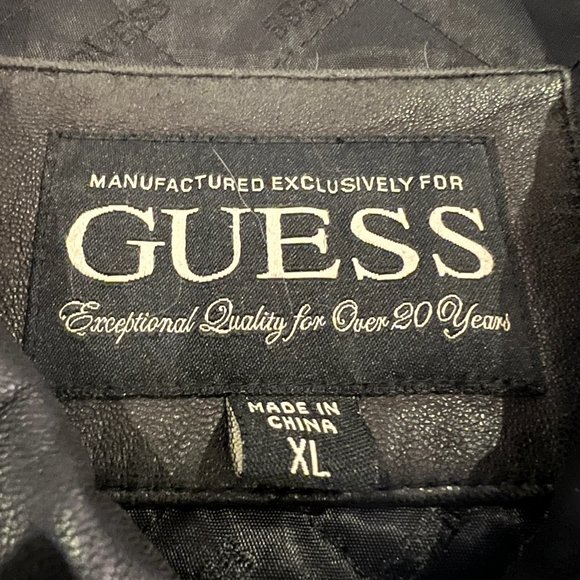 MANUFACTURED EXCLUSIVELY FOR
GUESS
Exceptional Quality for Over 20 Years
MADE IN
CHINA
XL